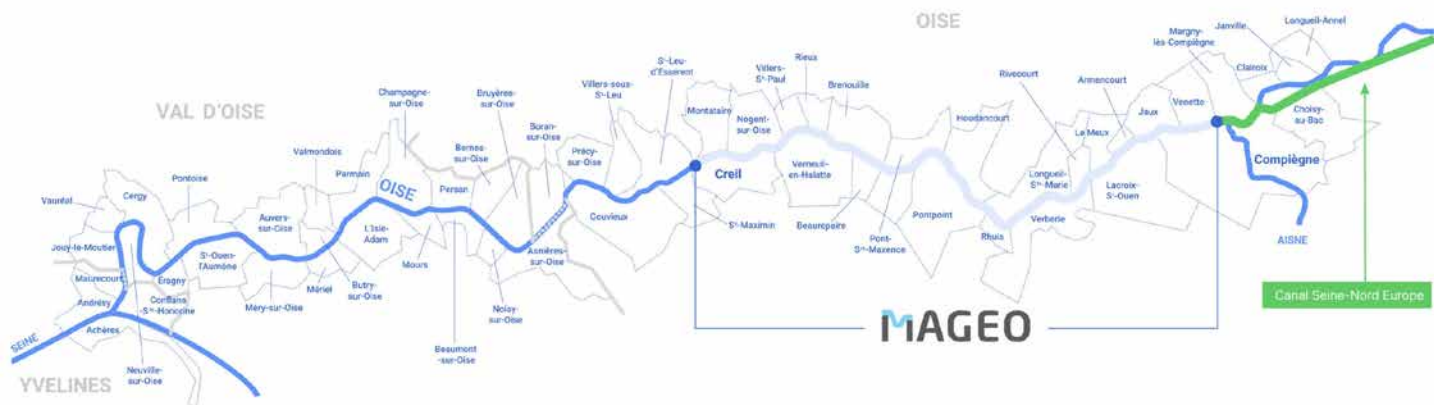 OISE
VAL D'OISE
YVELINES
SEINE
OISE
AISNE
Vauréal
Cergy
Pontoise
Jouy-le-Moutier
Maurecourt
Andrésy
Achères
Neuville-
sur-Oise
Eragny
Conflans
-Sᵗᵉ-Honorine
Sᵗ-Ouen-
l'Aumône
Auvers-
sur-Oise
Méry-sur-Oise
Valmondois
Mériel
Butry-
sur-Oise
Parmain
L'Isle-
Adam
Champagne-
sur-Oise
Mours
Persan
Beaumont
-sur-Oise
Bernes-
sur-Oise
Bruyères-
sur-Oise
Noisy-
sur-Oise
Boran-
sur-Oise
Asnières-
sur-Oise
Précy-
sur-Oise
Gouvieux
Villers-sous-
Sᵗ-Leu
Sᵗ-Leu-
d'Esserent
Sᵗ-Maximin
Montataire
Creil
Nogent-
sur-Oise
Villers-
Sᵗ-Paul
Rieux
Verneuil-
en-Halatte
Brenouille
Beaurepaire
Pont-
Sᵗᵉ-Maxence
Pontpoint
Houdancourt
Rhuis
Rivecourt
Longueil-
Sᵗᵉ-Marie
Verberie
Le Meux
Armancourt
Lacroix-
Sᵗ-Ouen
Jaux
Venette
Margny-
lès-Compiègne
Compiègne
Clairoix
Janville
Longueil-Annel
Choisy-
au-Bac
Canal Seine-Nord Europe
MAGEO